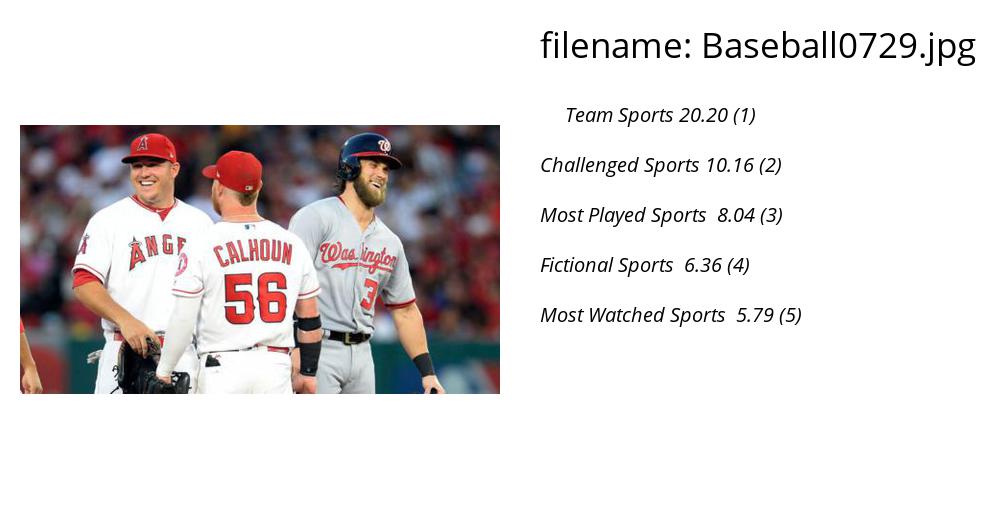 filename: Baseball0729.jpg
Team Sports 20.20 (1)
Challenged Sports 10.16 (2)
Most Played Sports 8.04 (3)
Fictional Sports 6.36 (4)
Most Watched Sports 5.79 (5)
A
W
ANGE
CALHOUN
56
Washington
3